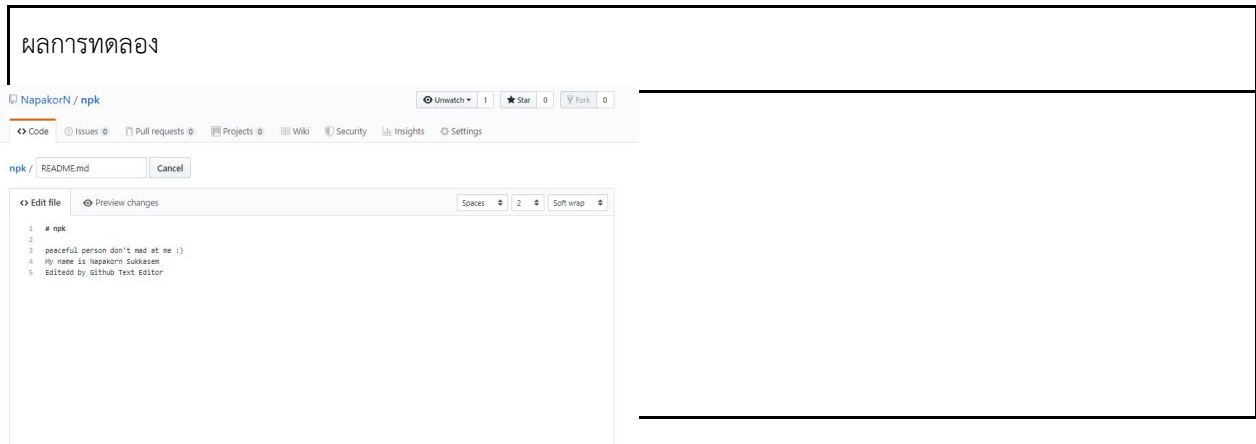 ผลการทดลอง
NapakorN / npk
Unwatch 1 Star 0 Fork 0
Code Issues 0 Pull requests 0 Projects 0 Wiki Security Insights Settings
npk / README.md Cancel
Edit file Preview changes Spaces 2 Soft wrap
1 # npk
2
3 peaceful person don't mad at me :)
4 My name is Napakorn Sukkasem
5 Editedd by Github Text Editor